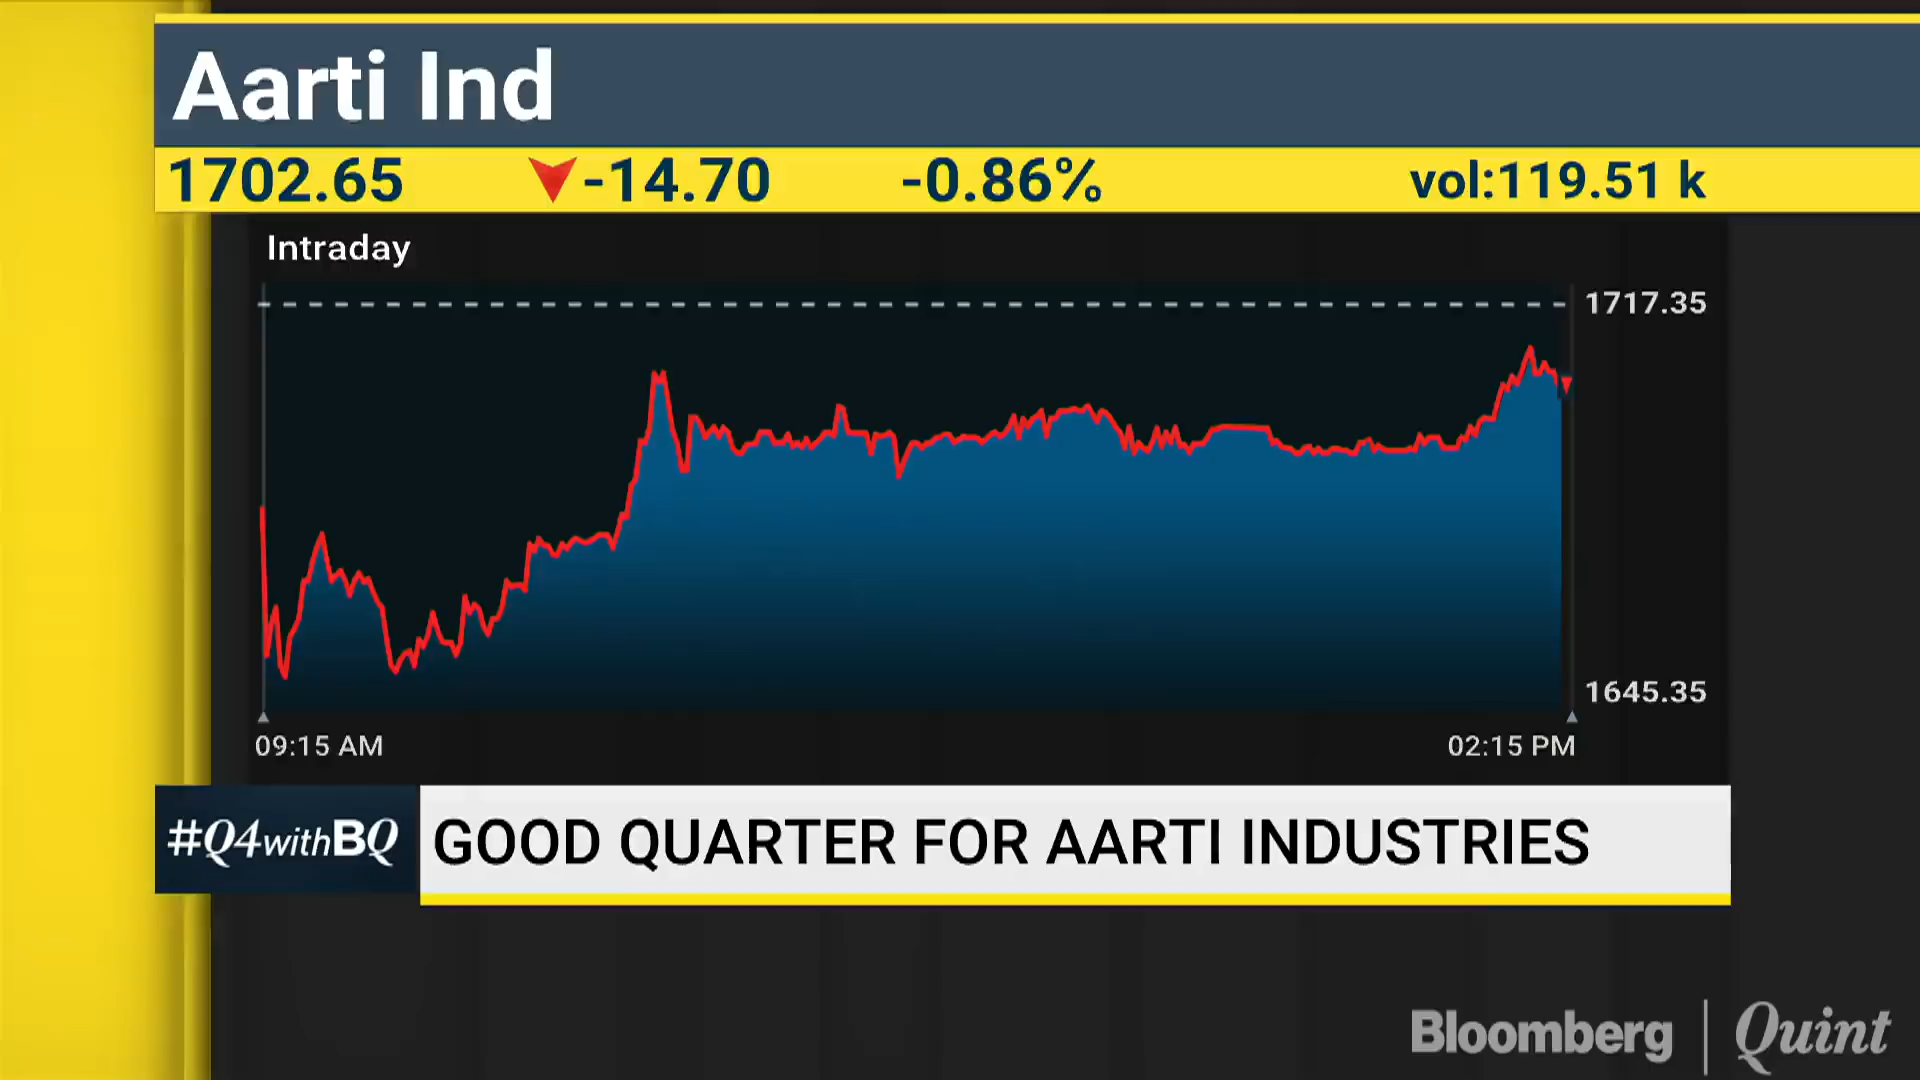 Aarti Ind
1702.65 -14.70 -0.86% vol:119.51 k
Intraday
1717.35
1645.35
09:15 AM 02:15 PM
#Q4withBQ GOOD QUARTER FOR AARTI INDUSTRIES
Bloomberg | Quint